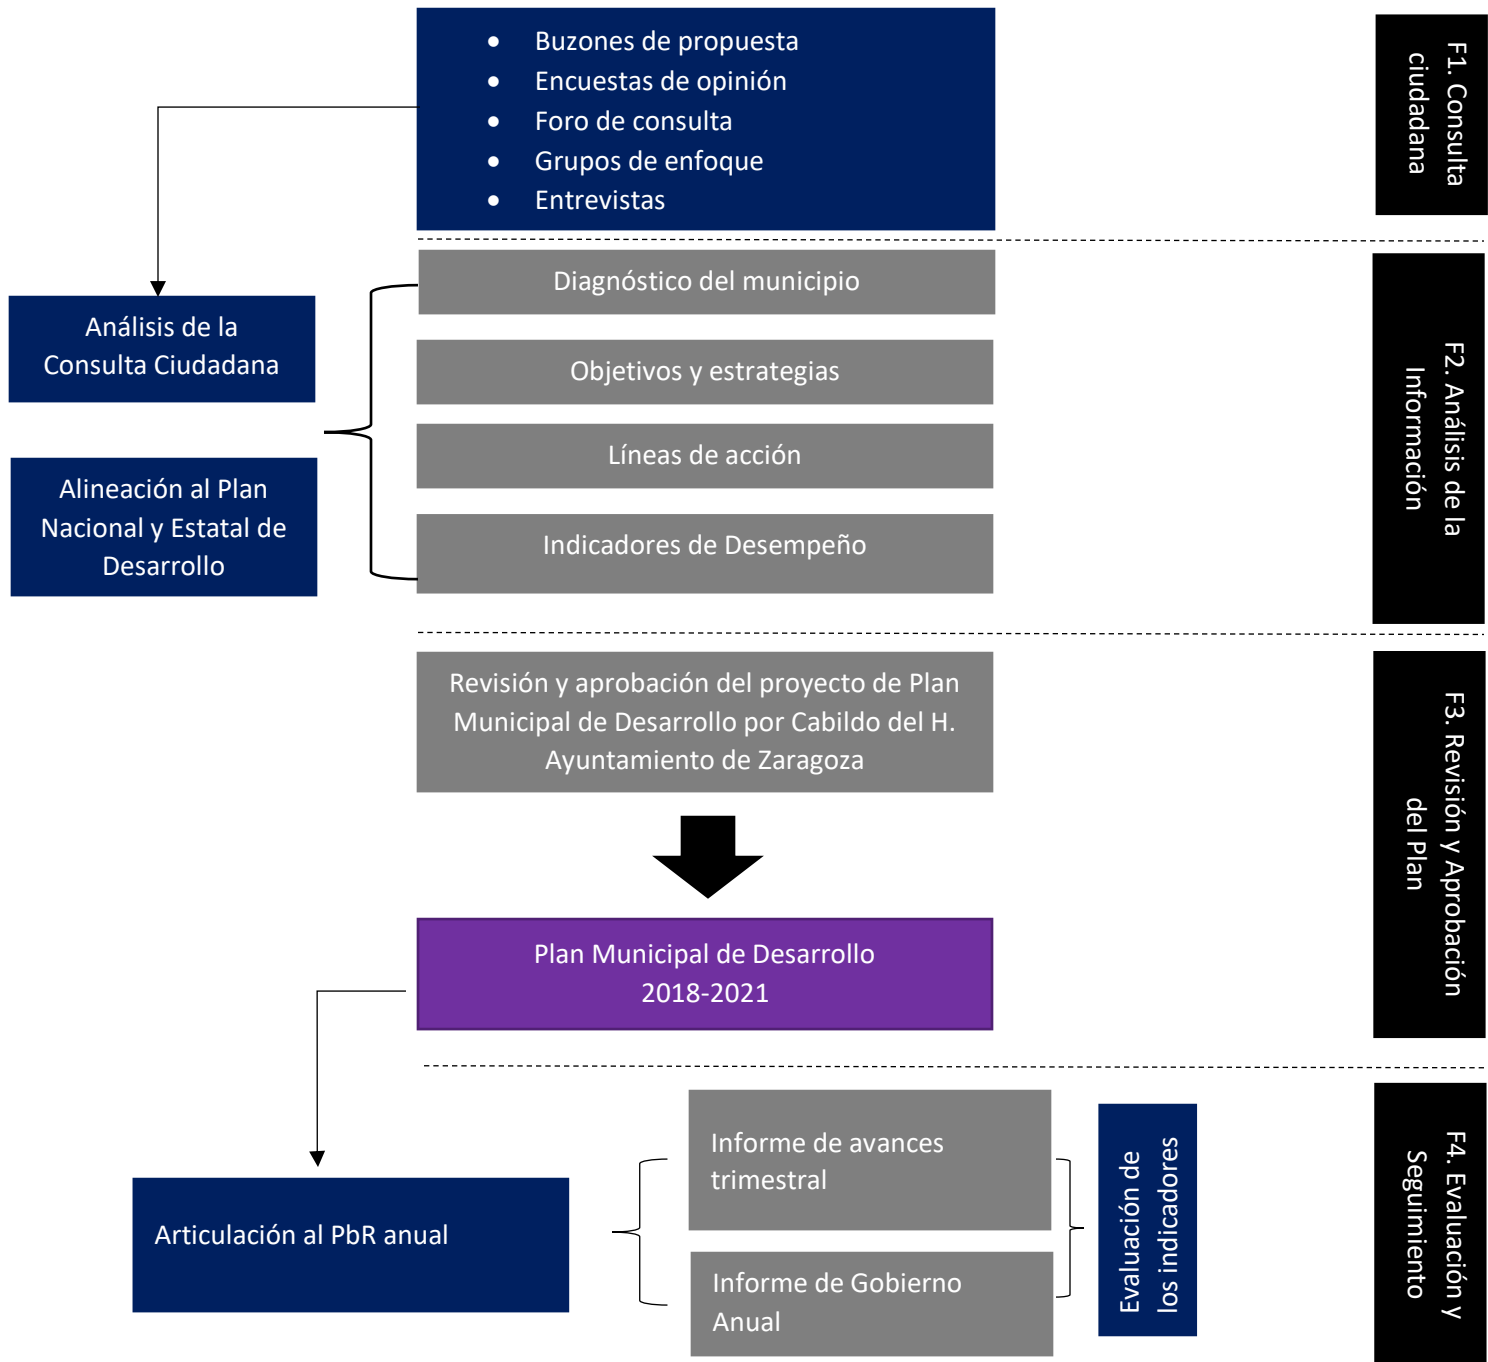 Buzones de propuesta
Encuestas de opinión
Foro de consulta
Grupos de enfoque
Entrevistas
F1. Consulta
ciudadana
Análisis de la
Consulta Ciudadana
Alineación al Plan
Nacional y Estatal de
Desarrollo
Diagnóstico del municipio
Objetivos y estrategias
Líneas de acción
Indicadores de Desempeño
F2. Análisis de la
Información
Revisión y aprobación del proyecto de Plan
Municipal de Desarrollo por Cabildo del H.
Ayuntamiento de Zaragoza
Plan Municipal de Desarrollo
2018-2021
F3. Revisión y Aprobación
del Plan
Articulación al PbR anual
Informe de avances
trimestral
Informe de Gobierno
Anual
Evaluación de
los indicadores
F4. Evaluación y
Seguimiento